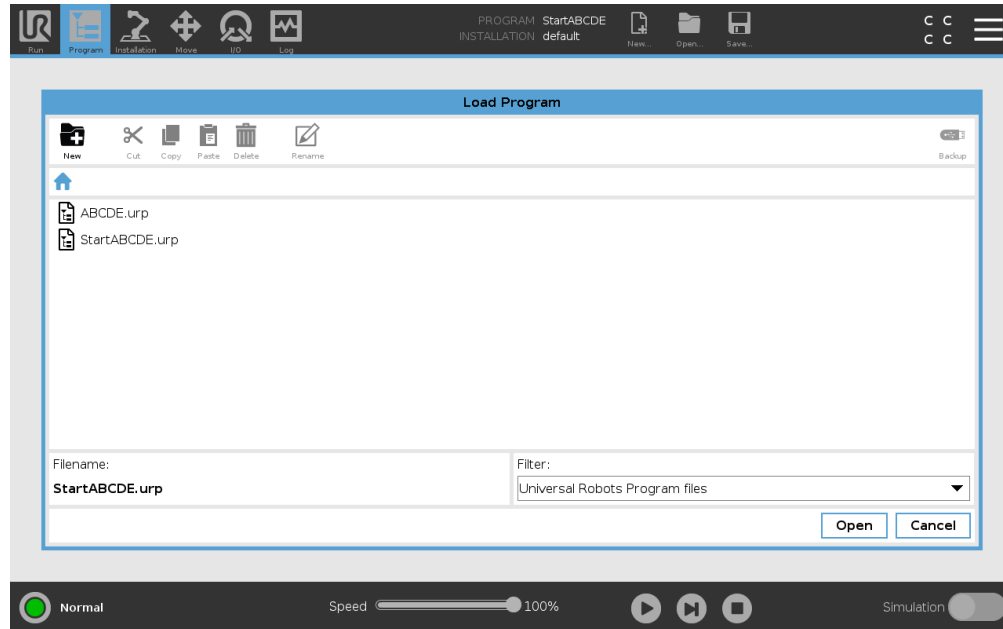 PROGRAM StartABCDE
INSTALLATION default
UR
Run
Program
Installation
Move
I/O
Log
New...
Open...
Save...
C C
C C
Load Program
New
Cut
Copy
Paste
Delete
Rename
Backup
ABCDE.urp
StartABCDE.urp
Filename:
StartABCDE.urp
Filter:
Universal Robots Program files
Open
Cancel
Normal
Speed
100%
Simulation